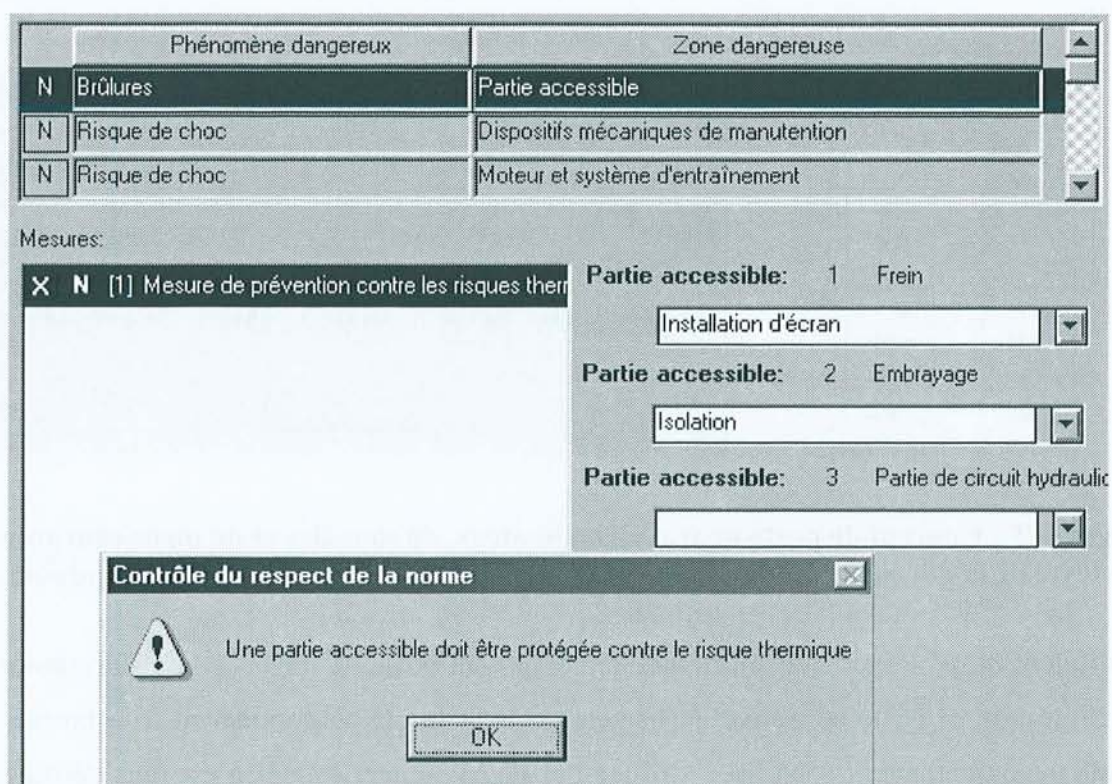 Phénomène dangereux Zone dangereuse
N Brûlures Partie accessible
N Risque de choc Dispositifs mécaniques de manutention
N Risque de choc Moteur et système d'entraînement
Mesures:
X N [1] Mesure de prévention contre les risques therm
Partie accessible: 1 Frein
Installation d'écran
Partie accessible: 2 Embrayage
Isolation
Partie accessible: 3 Partie de circuit hydraulic
Contrôle du respect de la norme
Une partie accessible doit être protégée contre le risque thermique
OK